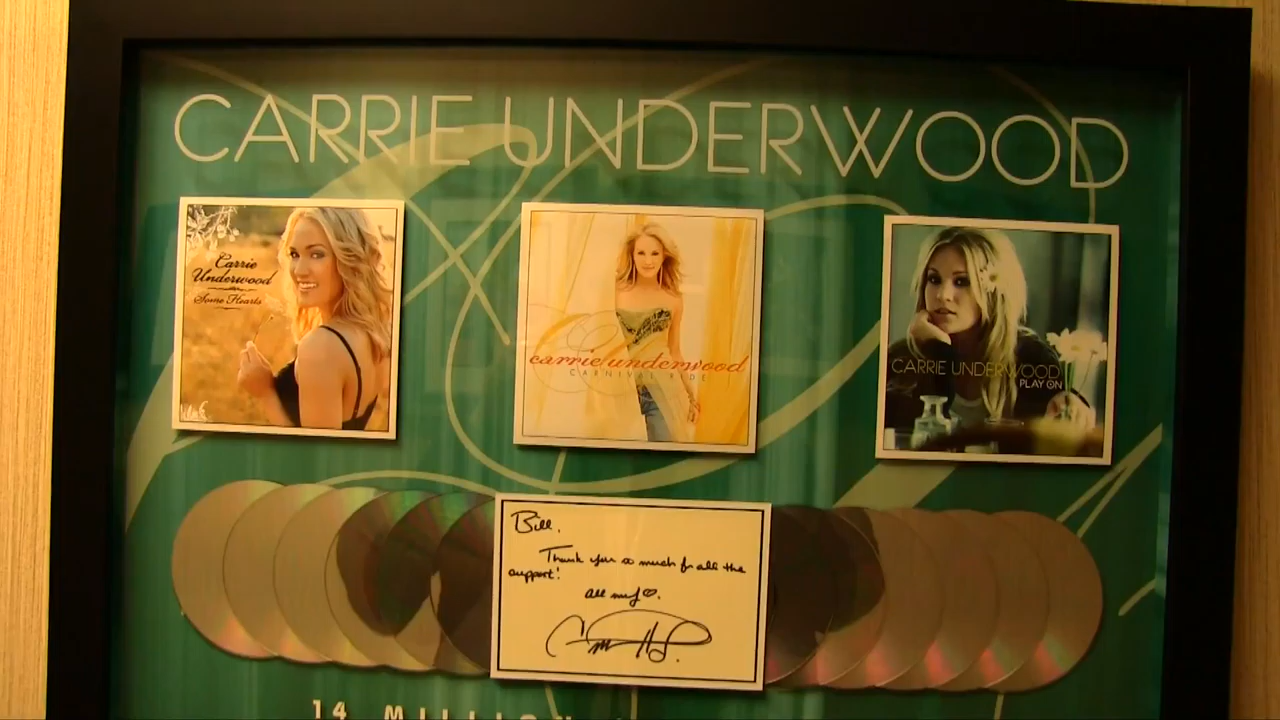 CARRIE UNDERWOOD
Carrie
Underwood
Some Hearts
carrie underwood
CARNIVAL RIDE
CARRIE UNDERWOOD
PLAY ON
Bill,
Thank you so much for all the
support!
All my ♡,
14 MILLION